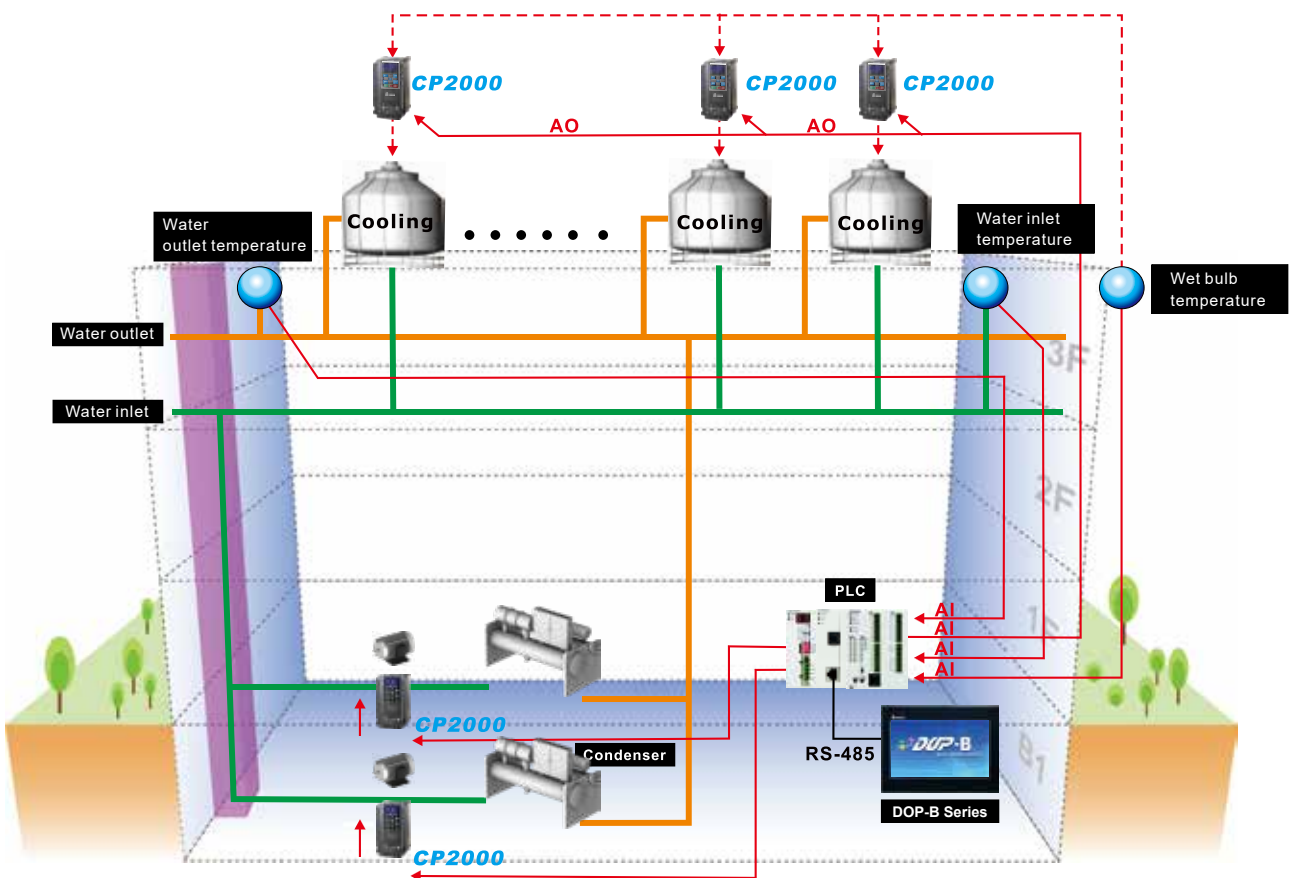 CP2000
CP2000
CP2000
AO
AO
Cooling
Cooling
Cooling
Water
outlet temperature
Water inlet
temperature
Wet bulb
temperature
Water outlet
3F
Water inlet
2F
PLC
AI
AI
AI
AI
1F
CP2000
Condenser
RS-485
DOP-B
B1
DOP-B Series
CP2000